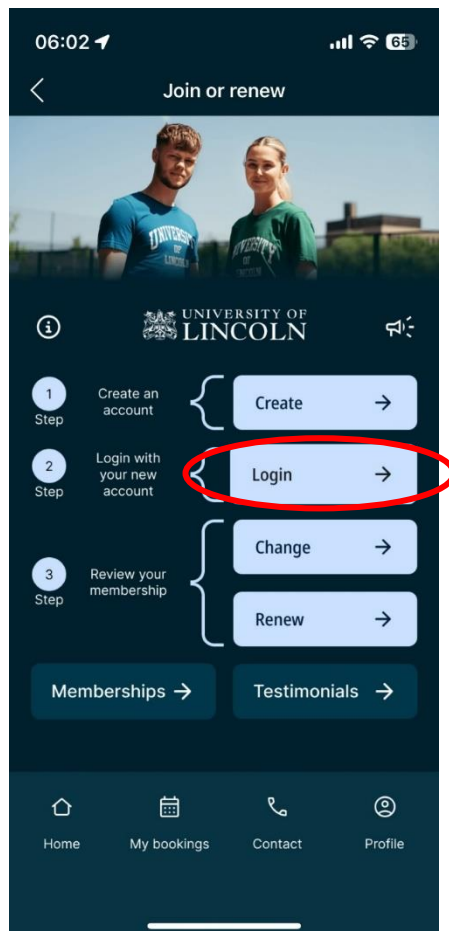 06:02
65
Join or renew
UNIVERSITY
LINCOLN
UNIVERSITY
LINCOLN
UNIVERSITY OF
LINCOLN
1
Step
Create an
account
Create
2
Step
Login with
your new
account
Login
Change
3
Step
Review your
membership
Renew
Memberships
Testimonials
Home
My bookings
Contact
Profile